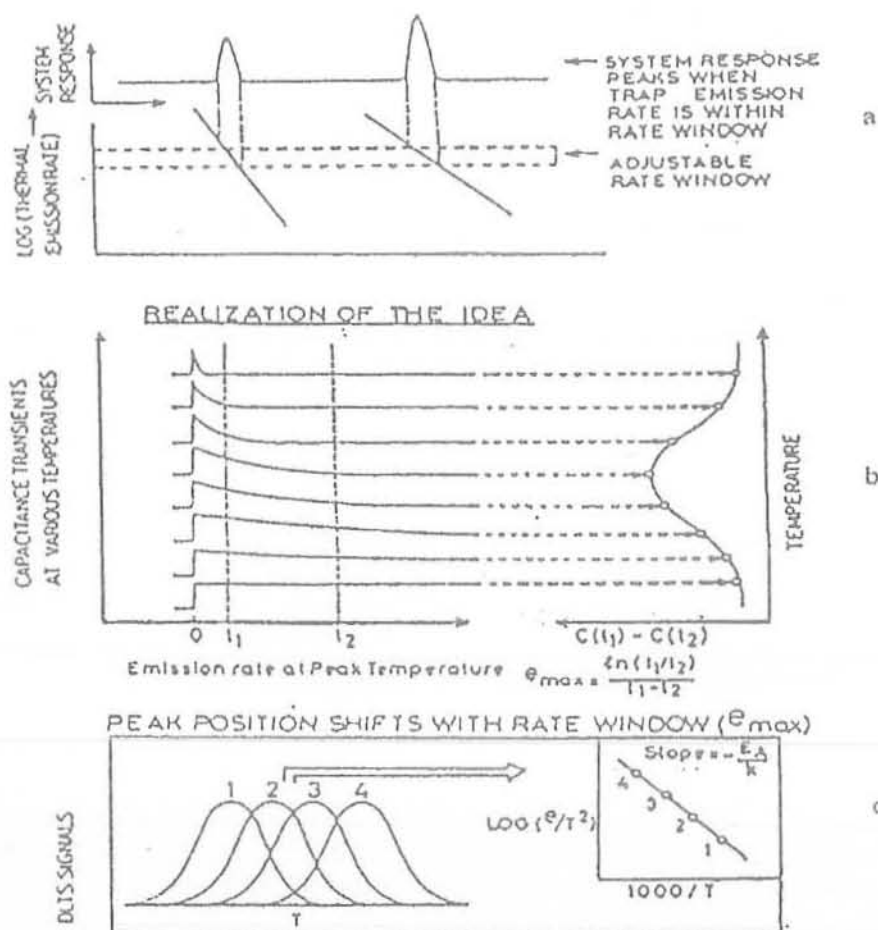 SYSTEM
RESPONSE
LOG (THERMAL
EMISSION RATE)
SYSTEM RESPONSE
PEAKS WHEN
TRAP EMISSION
RATE IS WITHIN
RATE WINDOW
ADJUSTABLE
RATE WINDOW
a
REALIZATION OF THE IDEA
CAPACITANCE TRANSIENTS
AT VARIOUS TEMPERATURES
TEMPERATURE
b
0 t₁ t₂
C(t₁) - C(t₂)
Emission rate at Peak Temperature e max = ℓn(t₁/t₂) / t₁-t₂
PEAK POSITION SHIFTS WITH RATE WINDOW (e max)
DLTS SIGNALS
1 2 3 4
T
LOG (e/T²)
Slope = - E_A / k
4
3
2
1
1000/T